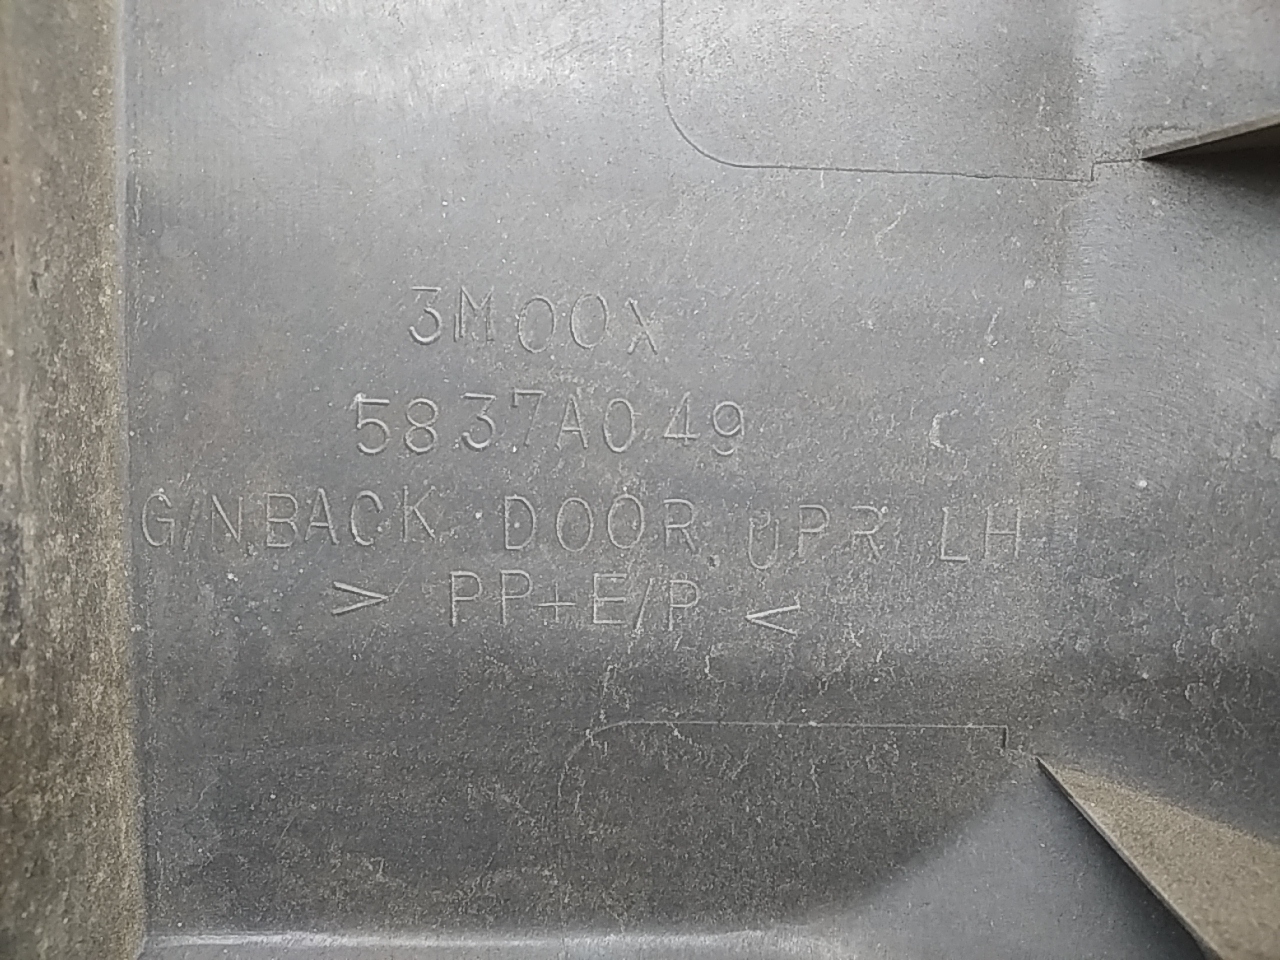 3M00X
5837A049
G/N BACK DOOR UPR LH
> PP+E/P <